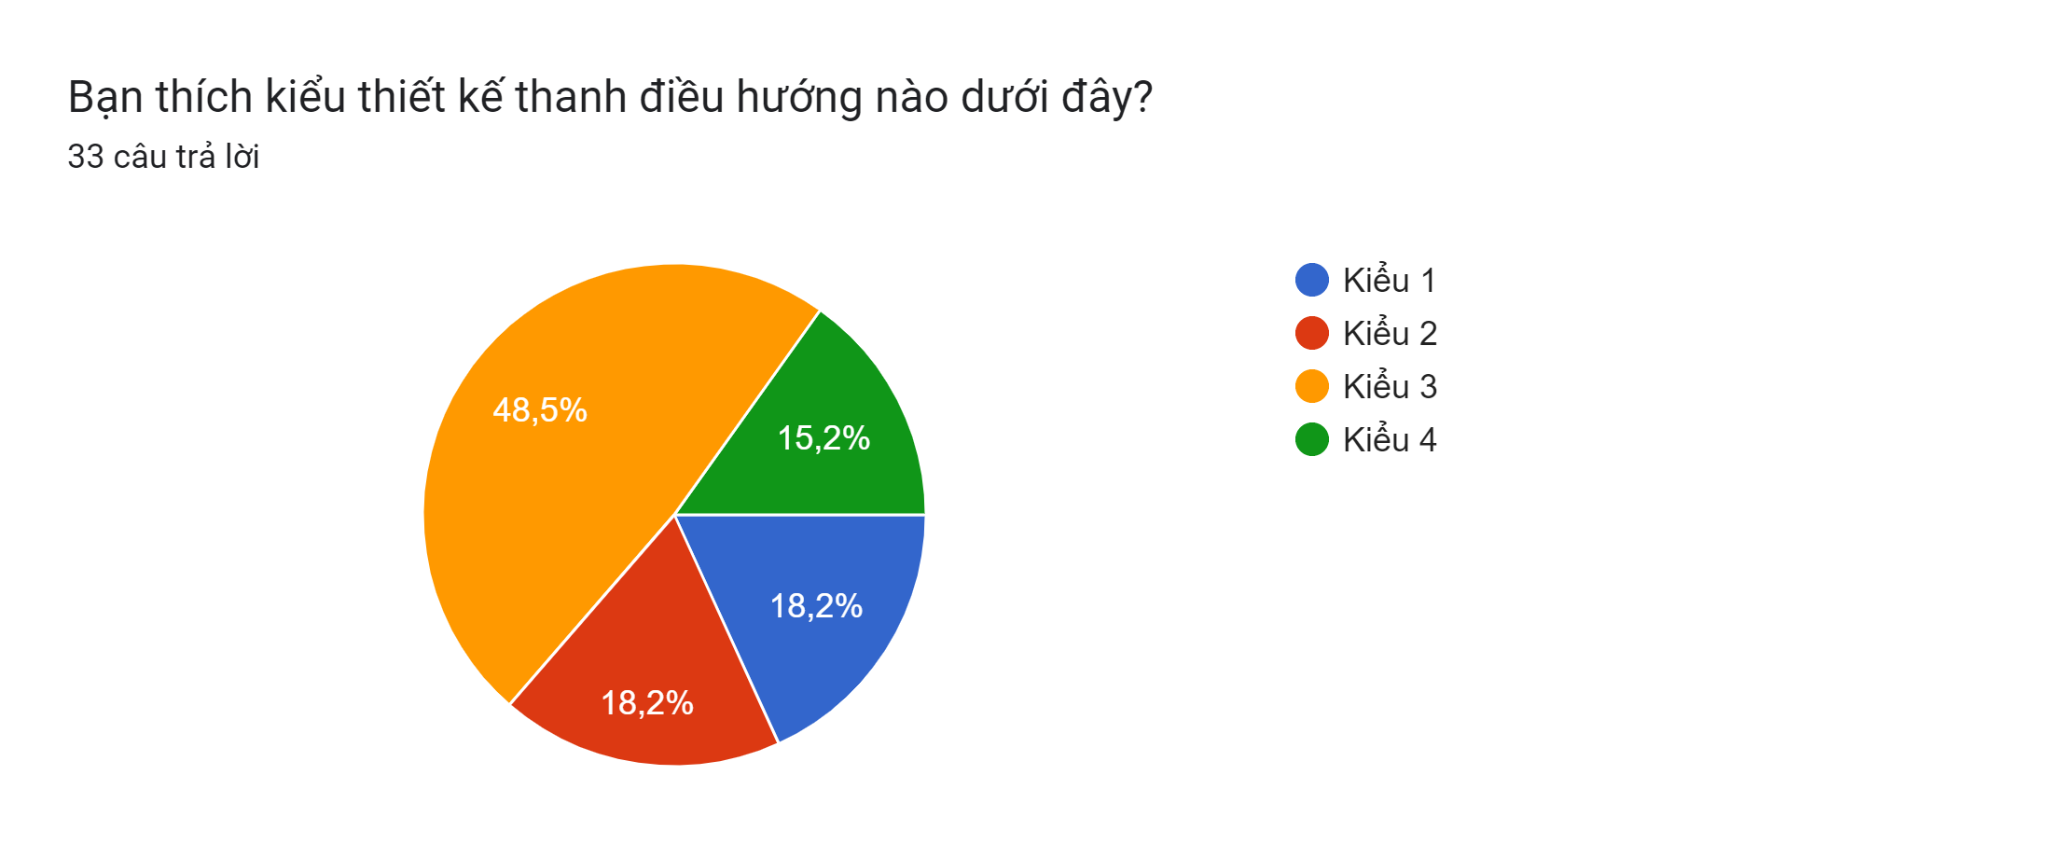 Bạn thích kiểu thiết kế thanh điều hướng nào dưới đây?
33 câu trả lời
Kiểu 1
Kiểu 2
Kiểu 3
Kiểu 4
48,5%
15,2%
18,2%
18,2%